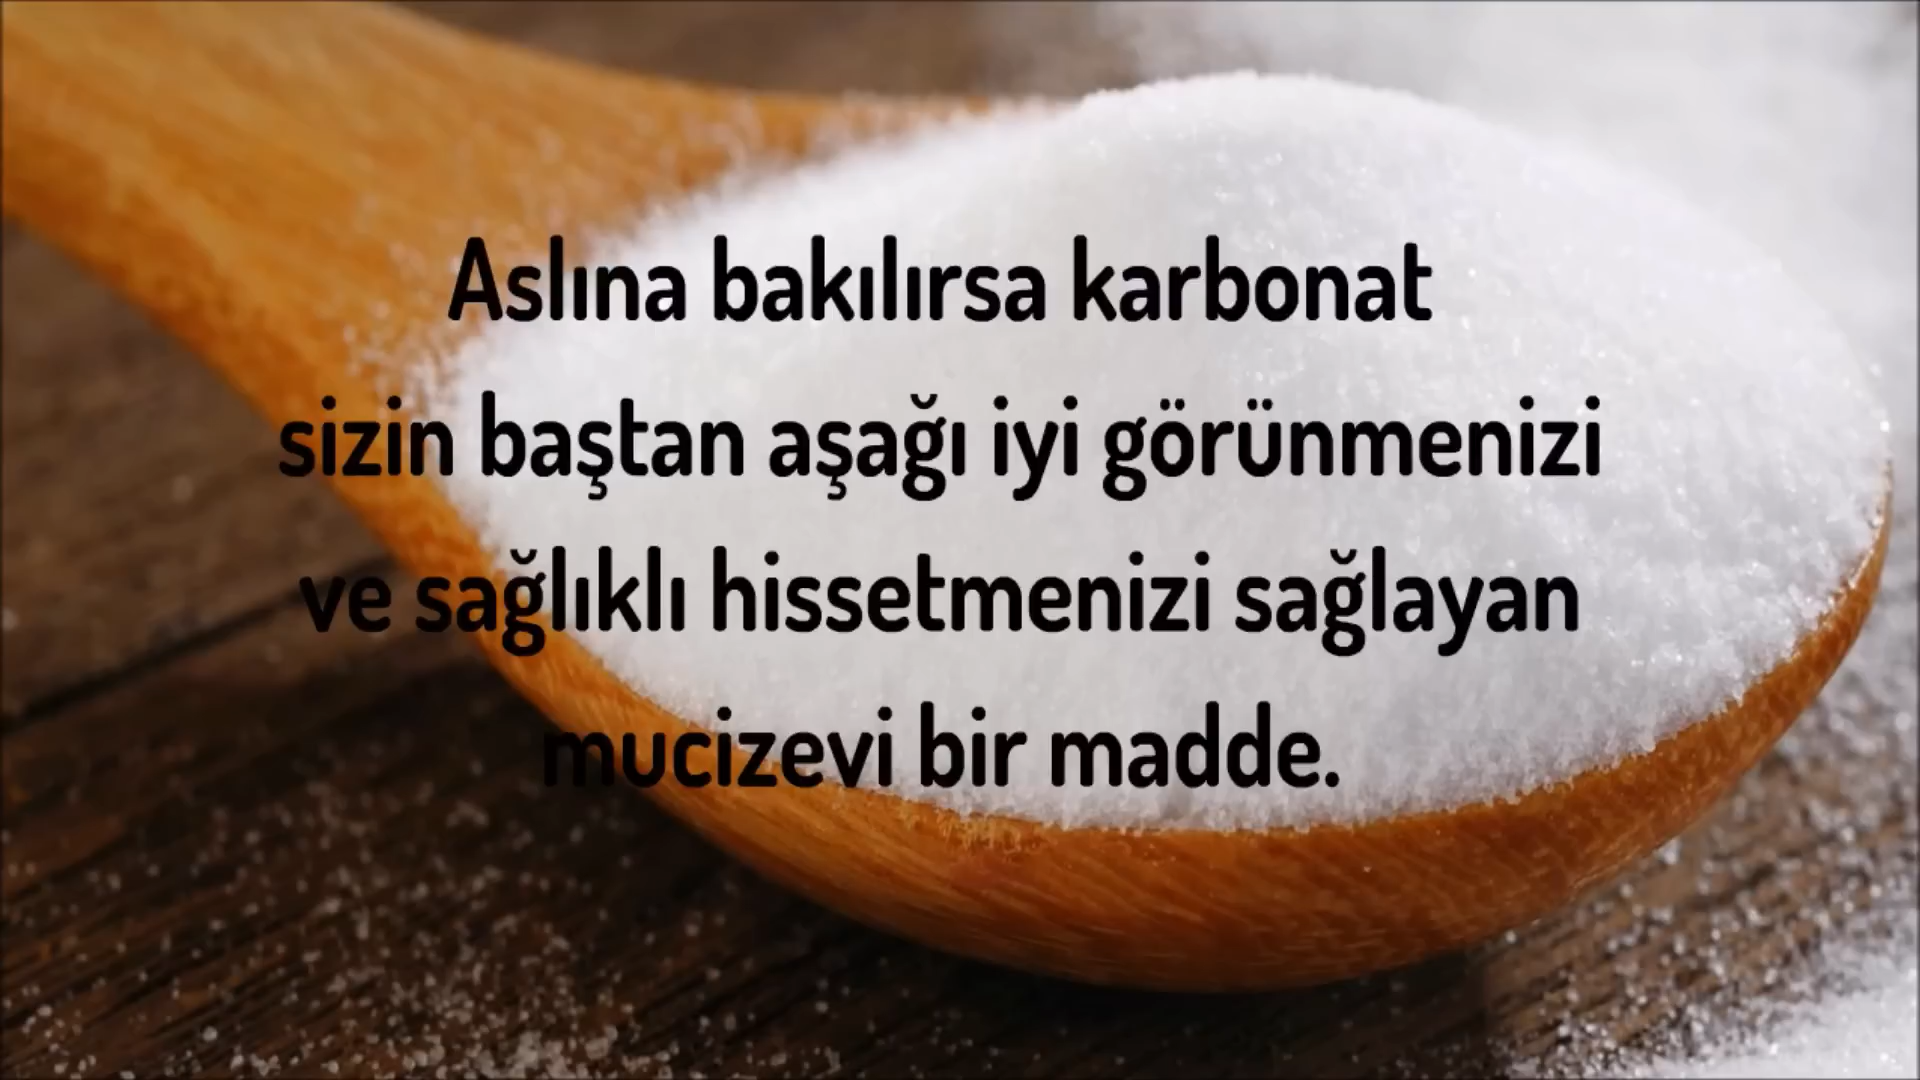 Aslına bakılırsa karbonat
sizin baştan aşağı iyi görünmenizi
ve sağlıklı hissetmenizi sağlayan
mucizevi bir madde.